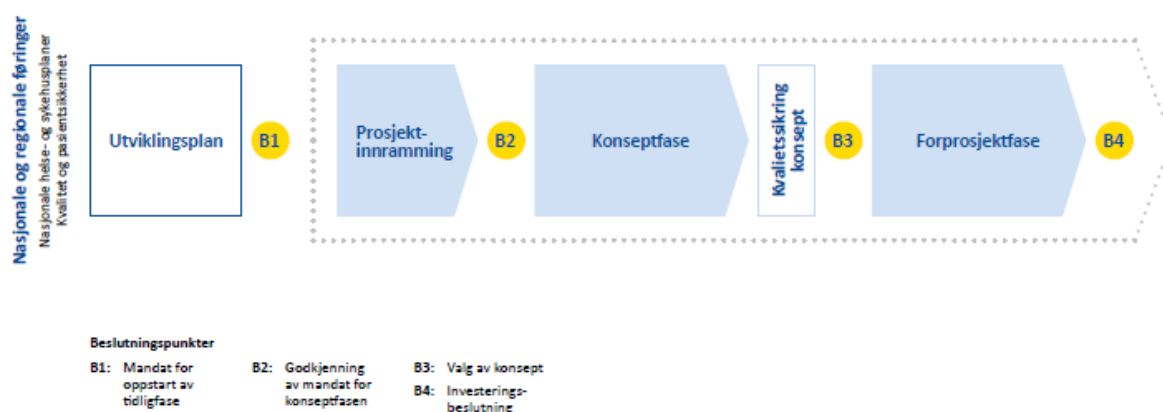 Nasjonale og regionale føringer
Nasjonale helse- og sykehusplaner
Kvalitet og pasientsikkerhet
Utviklingsplan
B1
Prosjekt-
innramming
B2
Konseptfase
Kvalietssikring
konsept
B3
Forprosjektfase
B4
Beslutningspunkter
B1: Mandat for
oppstart av
tidligfase
B2: Godkjenning
av mandat for
konseptfasen
B3: Valg av konsept
B4: Investerings-
beslutning